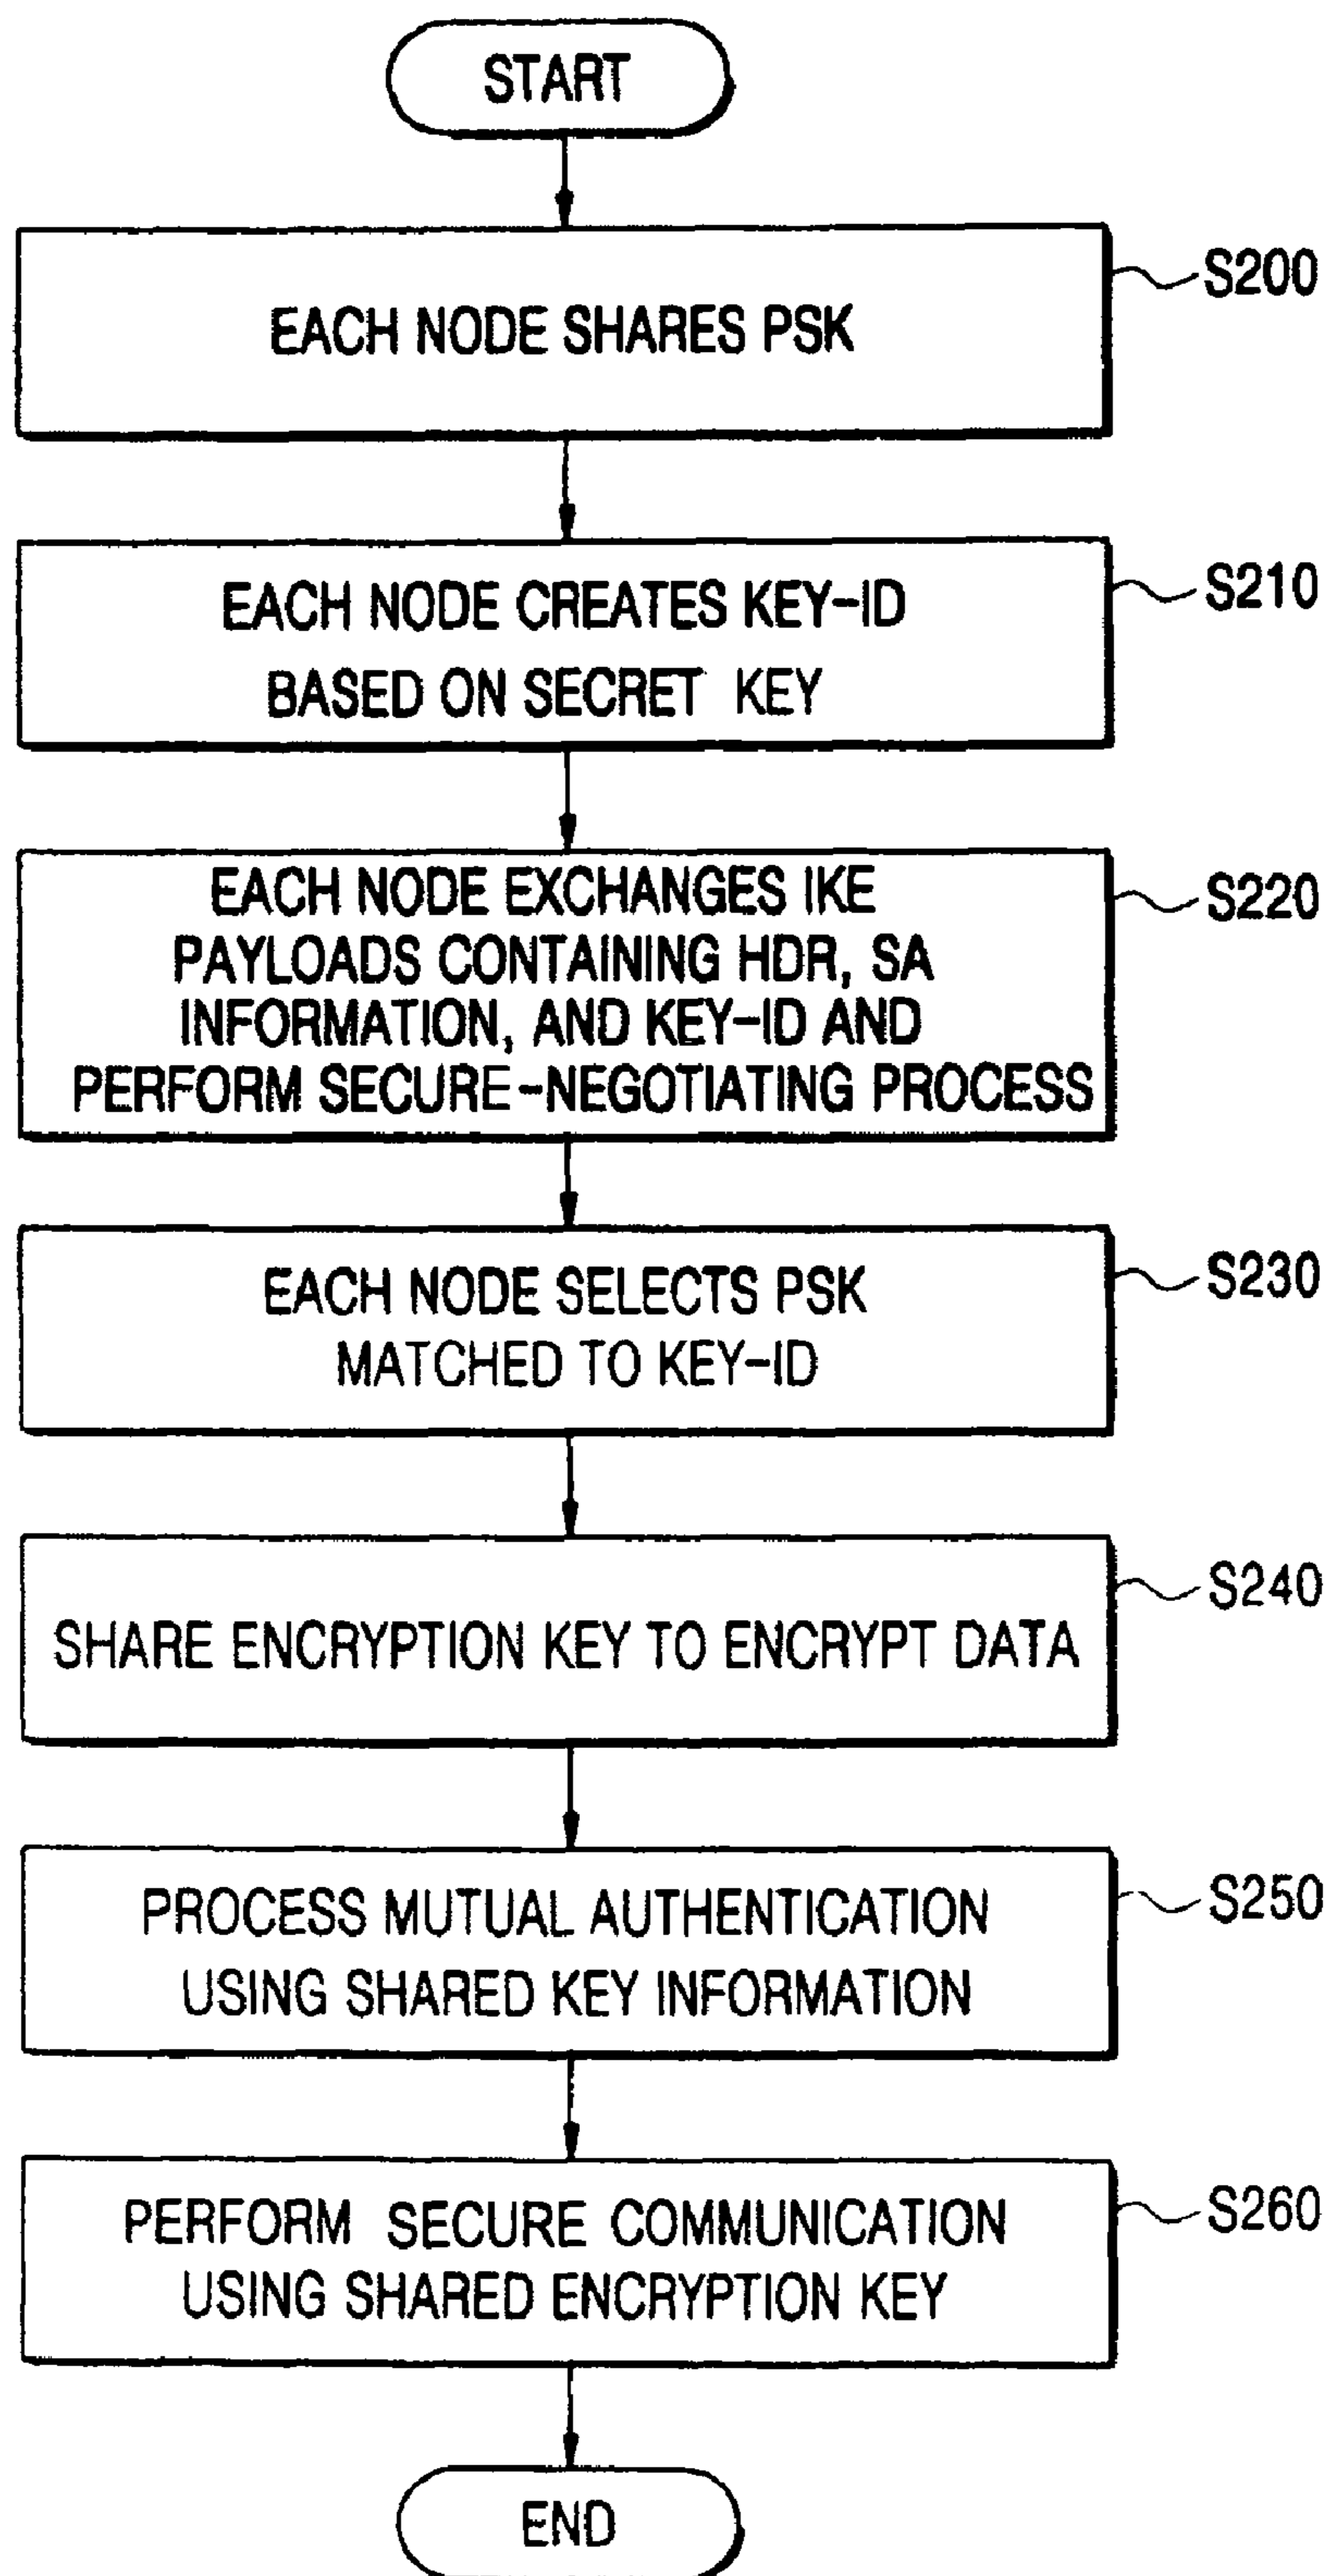 START
EACH NODE SHARES PSK
S200
EACH NODE CREATES KEY-ID
BASED ON SECRET KEY
S210
EACH NODE EXCHANGES IKE
PAYLOADS CONTAINING HDR, SA
INFORMATION, AND KEY-ID AND
PERFORM SECURE-NEGOTIATING PROCESS
S220
EACH NODE SELECTS PSK
MATCHED TO KEY-ID
S230
SHARE ENCRYPTION KEY TO ENCRYPT DATA
S240
PROCESS MUTUAL AUTHENTICATION
USING SHARED KEY INFORMATION
S250
PERFORM SECURE COMMUNICATION
USING SHARED ENCRYPTION KEY
S260
END